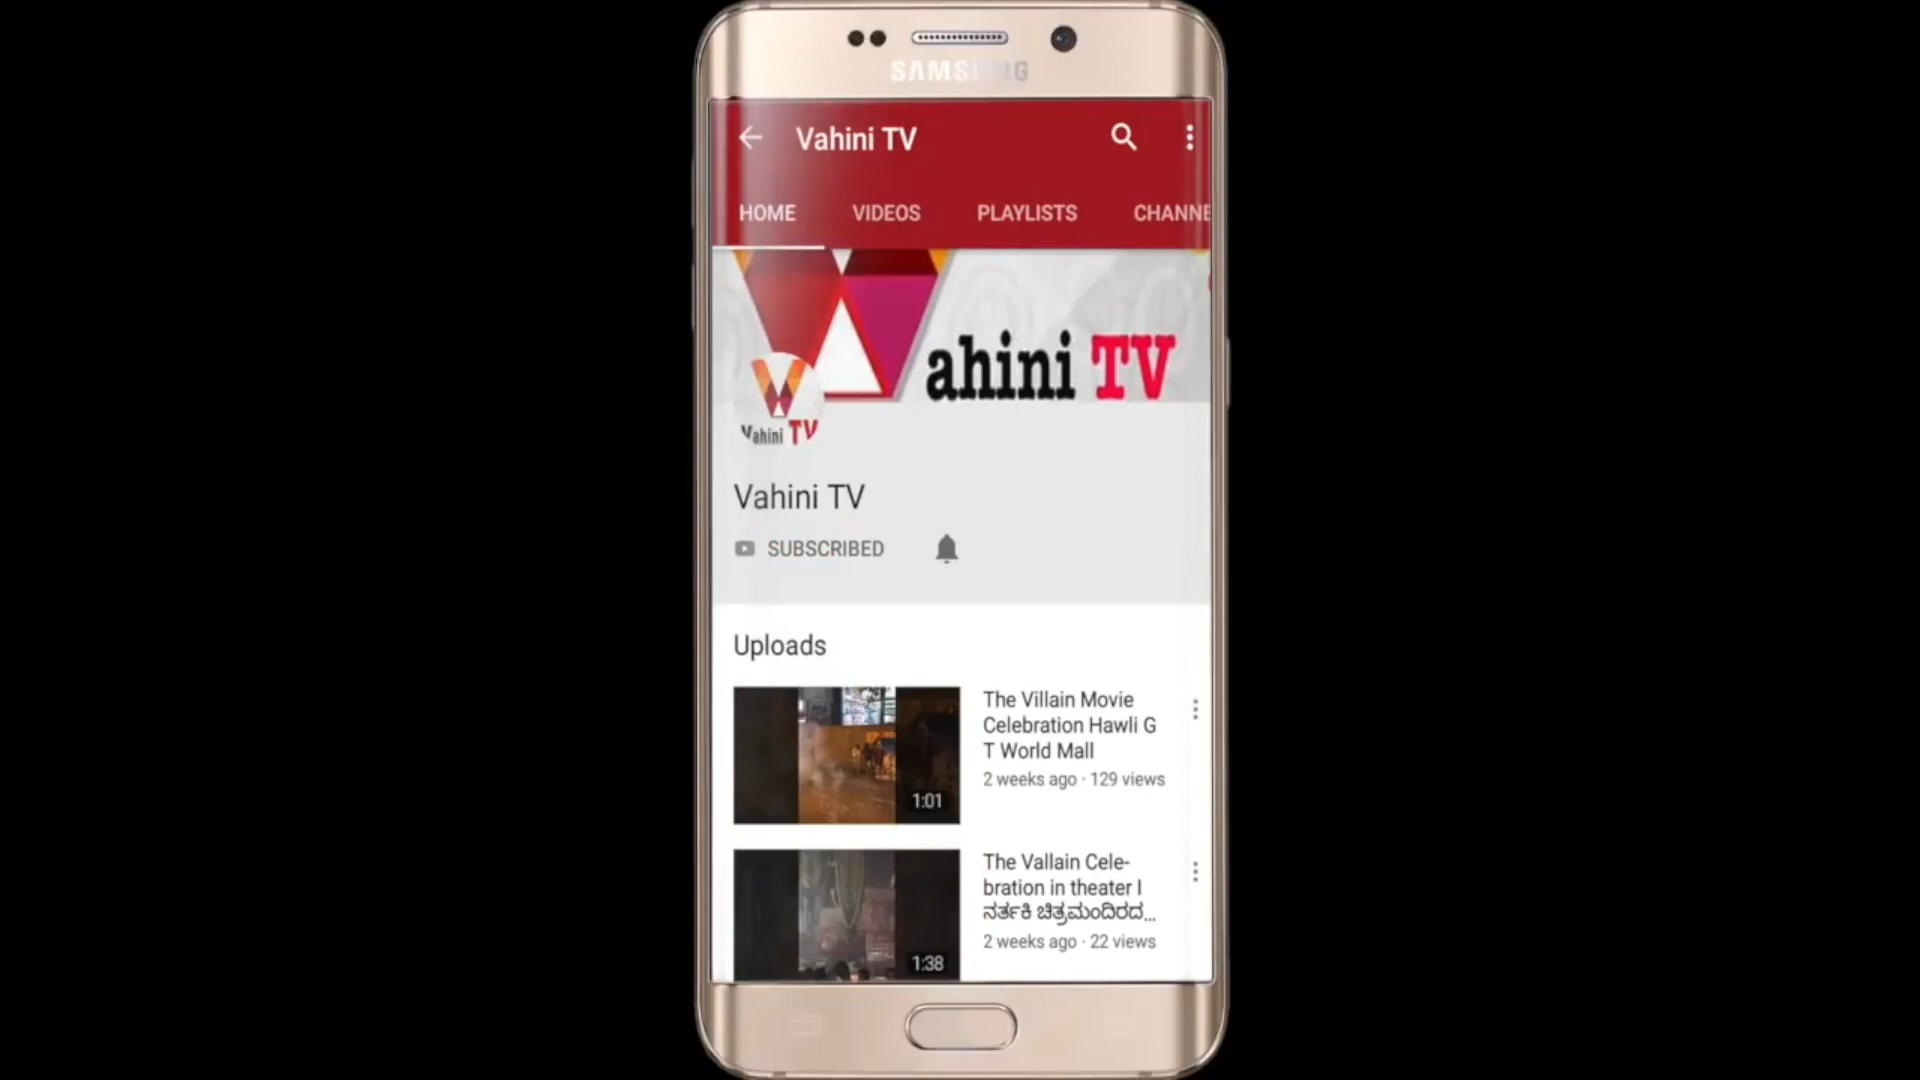 SAMSUNG
Vahini TV
HOME VIDEOS PLAYLISTS CHANNE
ahini TV
Vahini TV
Vahini TV
SUBSCRIBED
Uploads
The Villain Movie
Celebration Hawli G
T World Mall
2 weeks ago · 129 views
1:01
The Vallain Cele-
bration in theater I
ನರ್ತಕಿ ಚಿತ್ರಮಂದಿರದ...
2 weeks ago · 22 views
1:38